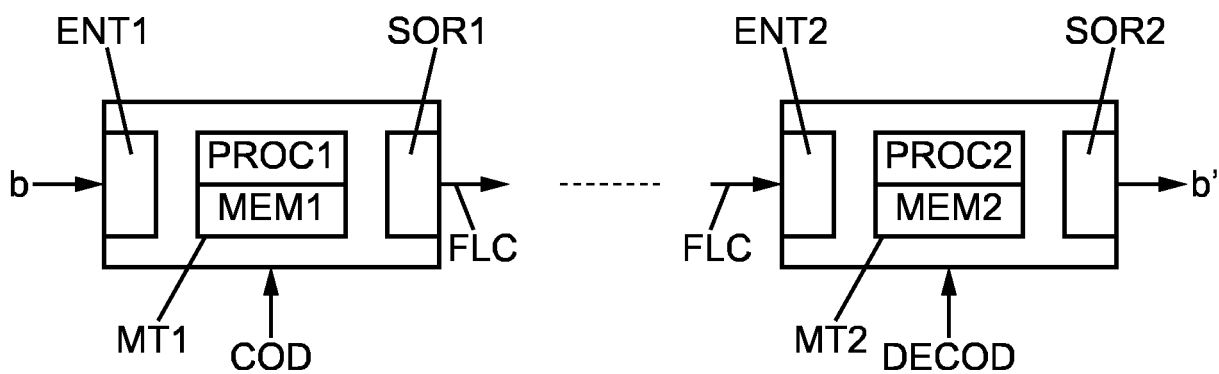 ENT1 SOR1 ENT2 SOR2
PROC1 PROC2
b MEM1 MEM2 b'
FLC FLC
MT1 COD MT2 DECOD